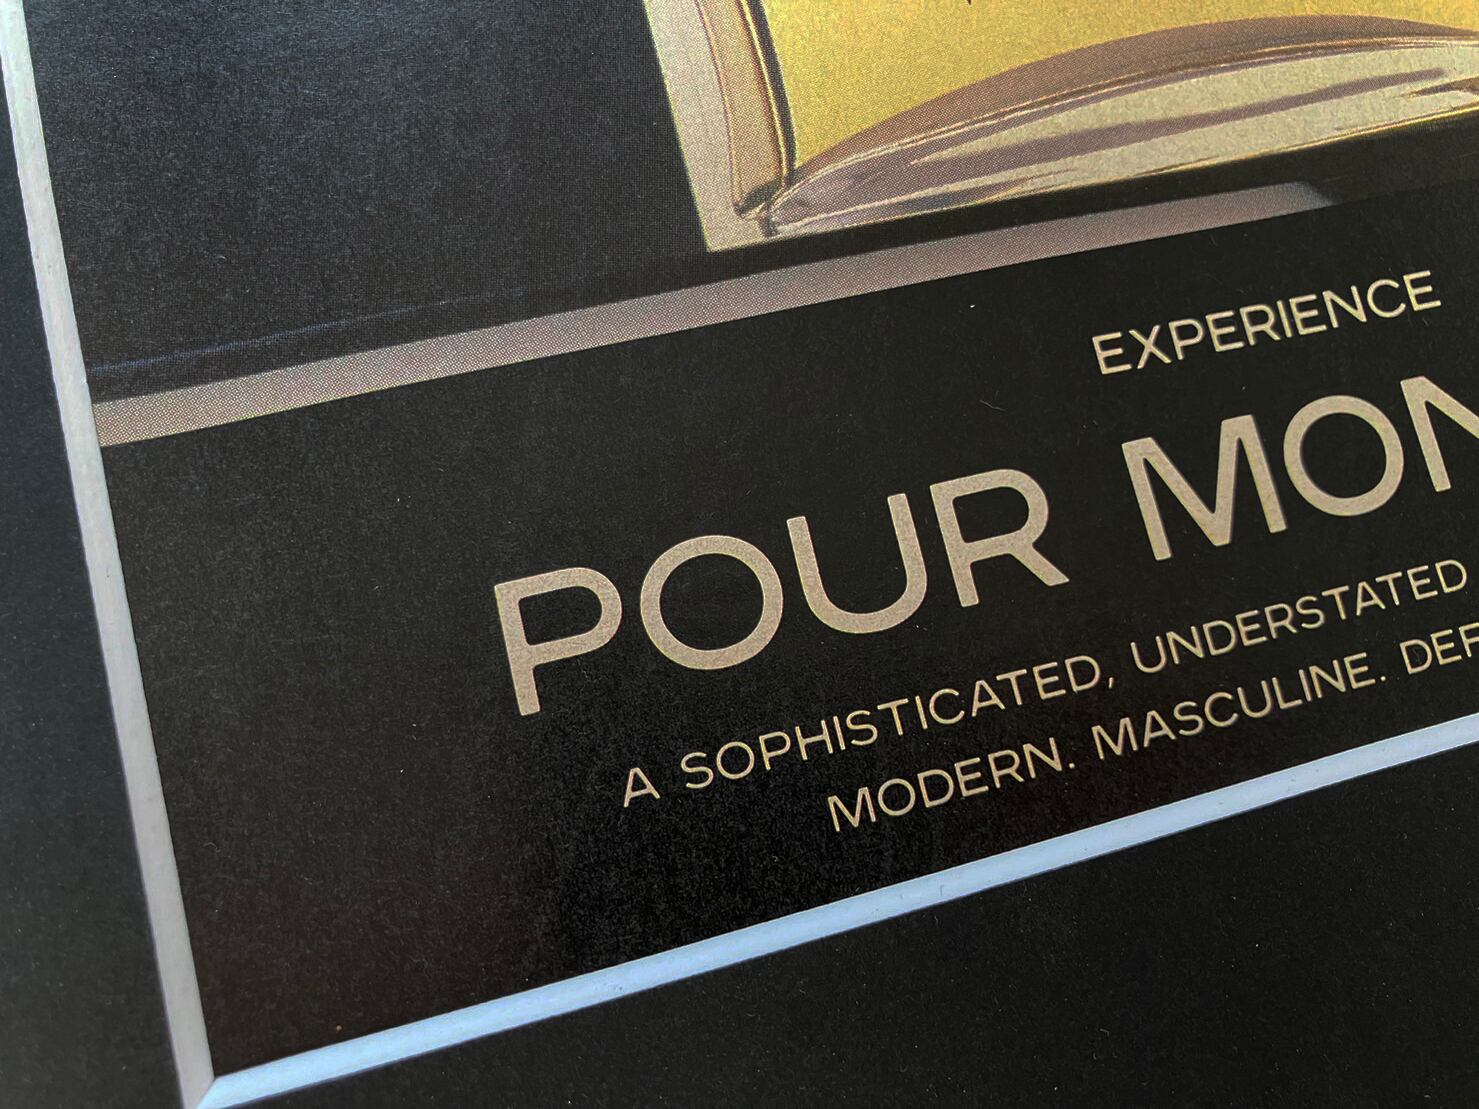 EXPERIENCE
POUR MON
A SOPHISTICATED, UNDERSTATED
MODERN. MASCULINE. DEF